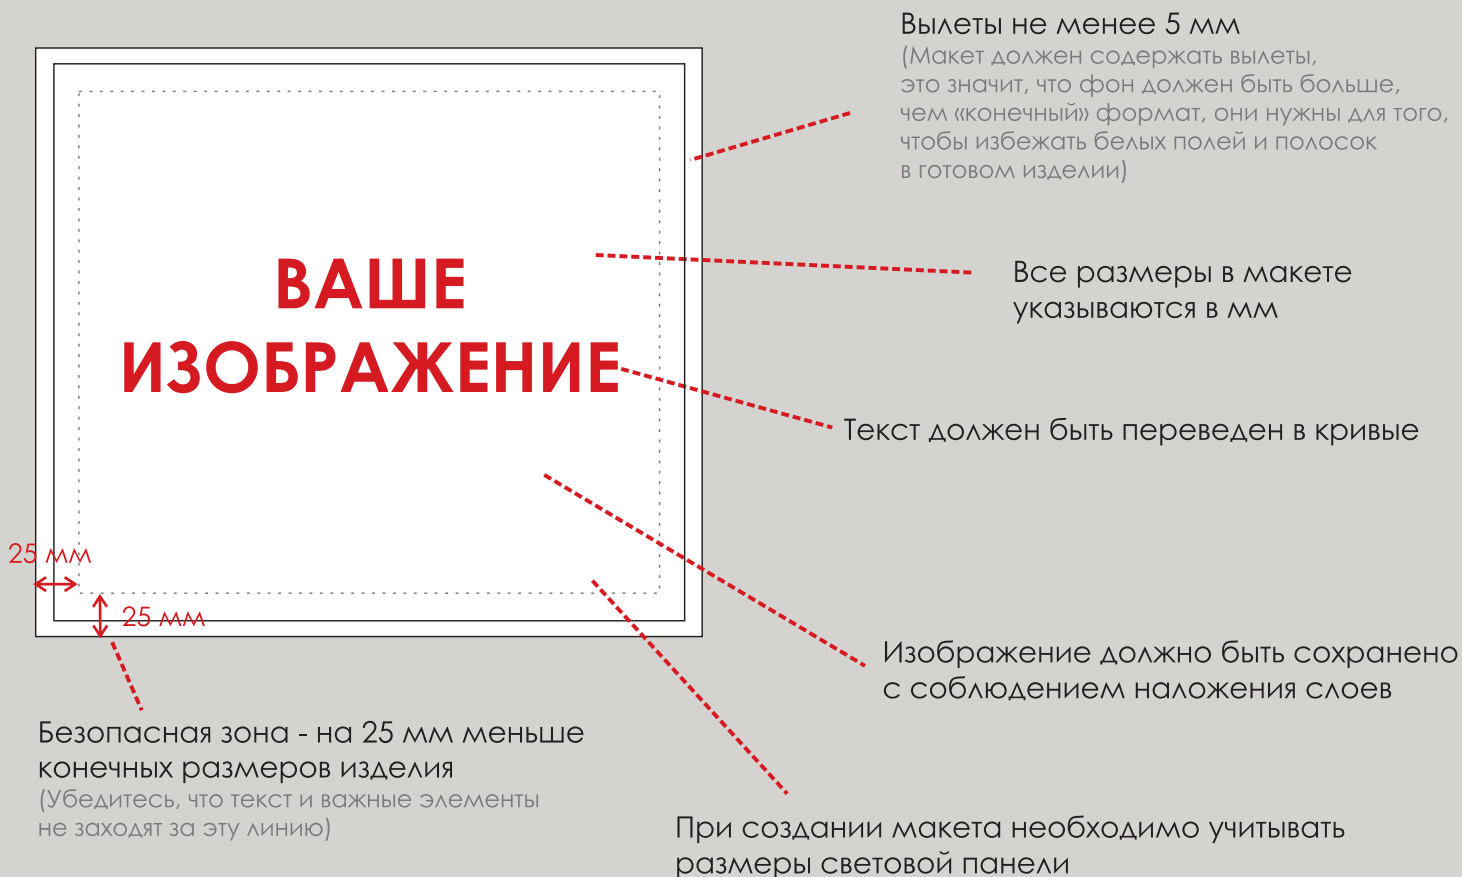 Вылеты не менее 5 мм
(Макет должен содержать вылеты,
это значит, что фон должен быть больше,
чем «конечный» формат, они нужны для того,
чтобы избежать белых полей и полосок
в готовом изделии)
ВАШЕ
ИЗОБРАЖЕНИЕ
Все размеры в макете
указываются в мм
Текст должен быть переведен в кривые
25 мм
25 мм
Изображение должно быть сохранено
с соблюдением наложения слоев
Безопасная зона - на 25 мм меньше
конечных размеров изделия
(Убедитесь, что текст и важные элементы
не заходят за эту линию)
При создании макета необходимо учитывать
размеры световой панели